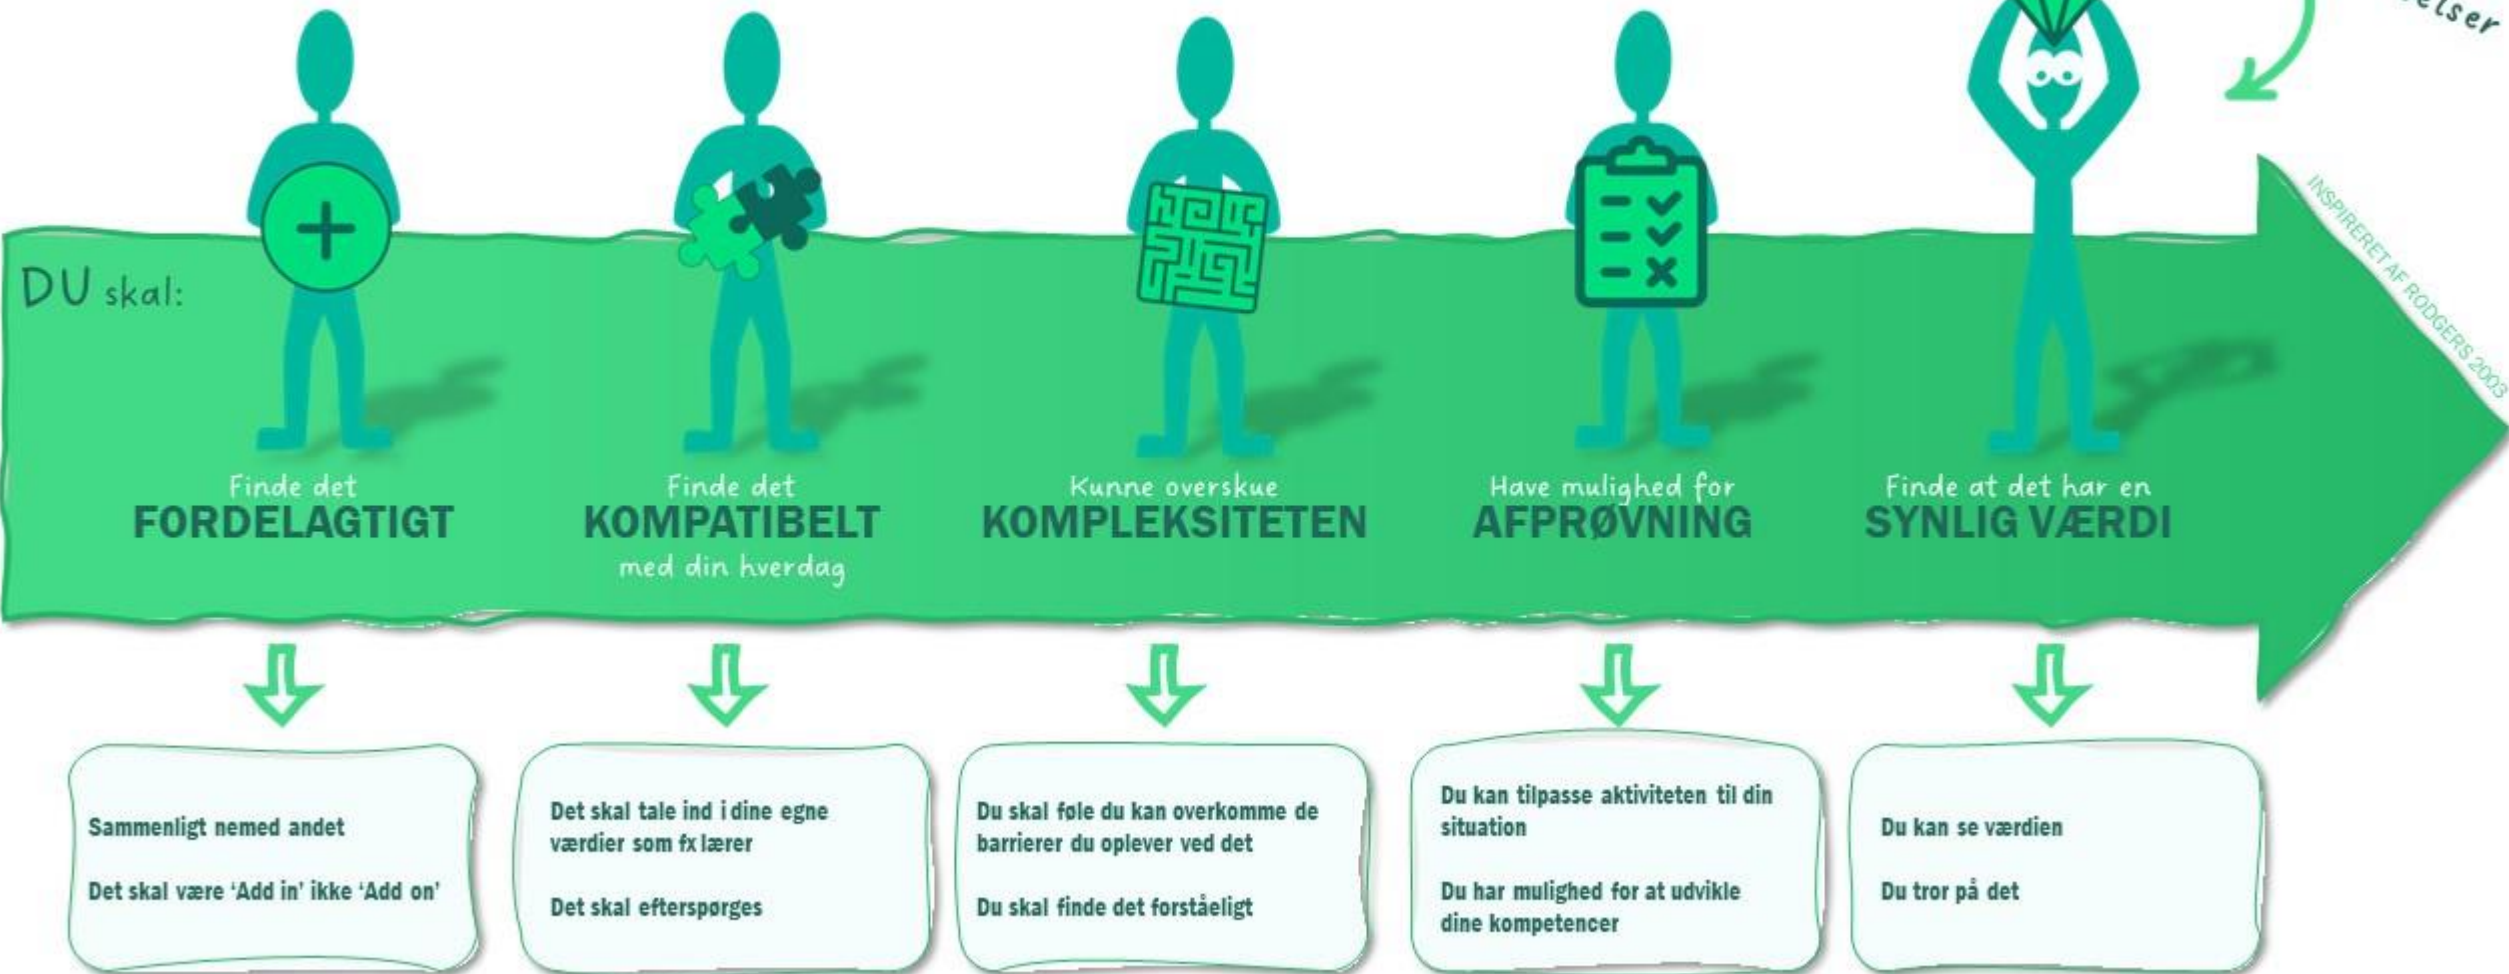 DU skal:
INSPIRERET AF RODGERS 2003
Finde det
FORDELAGTIGT
Finde det
KOMPATIBELT
med din hverdag
Kunne overskue
KOMPLEKSITETEN
Have mulighed for
AFPRØVNING
Finde at det har en
SYNLIG VÆRDI
Sammenligt nemed andet
Det skal være ‘Add in’ ikke ‘Add on’
Det skal tale ind i dine egne
værdier som fx lærer
Det skal efterspørges
Du skal føle du kan overkomme de
barrierer du oplever ved det
Du skal finde det forståeligt
Du kan tilpasse aktiviteten til din
situation
Du har mulighed for at udvikle
dine kompetencer
Du kan se værdien
Du tror på det